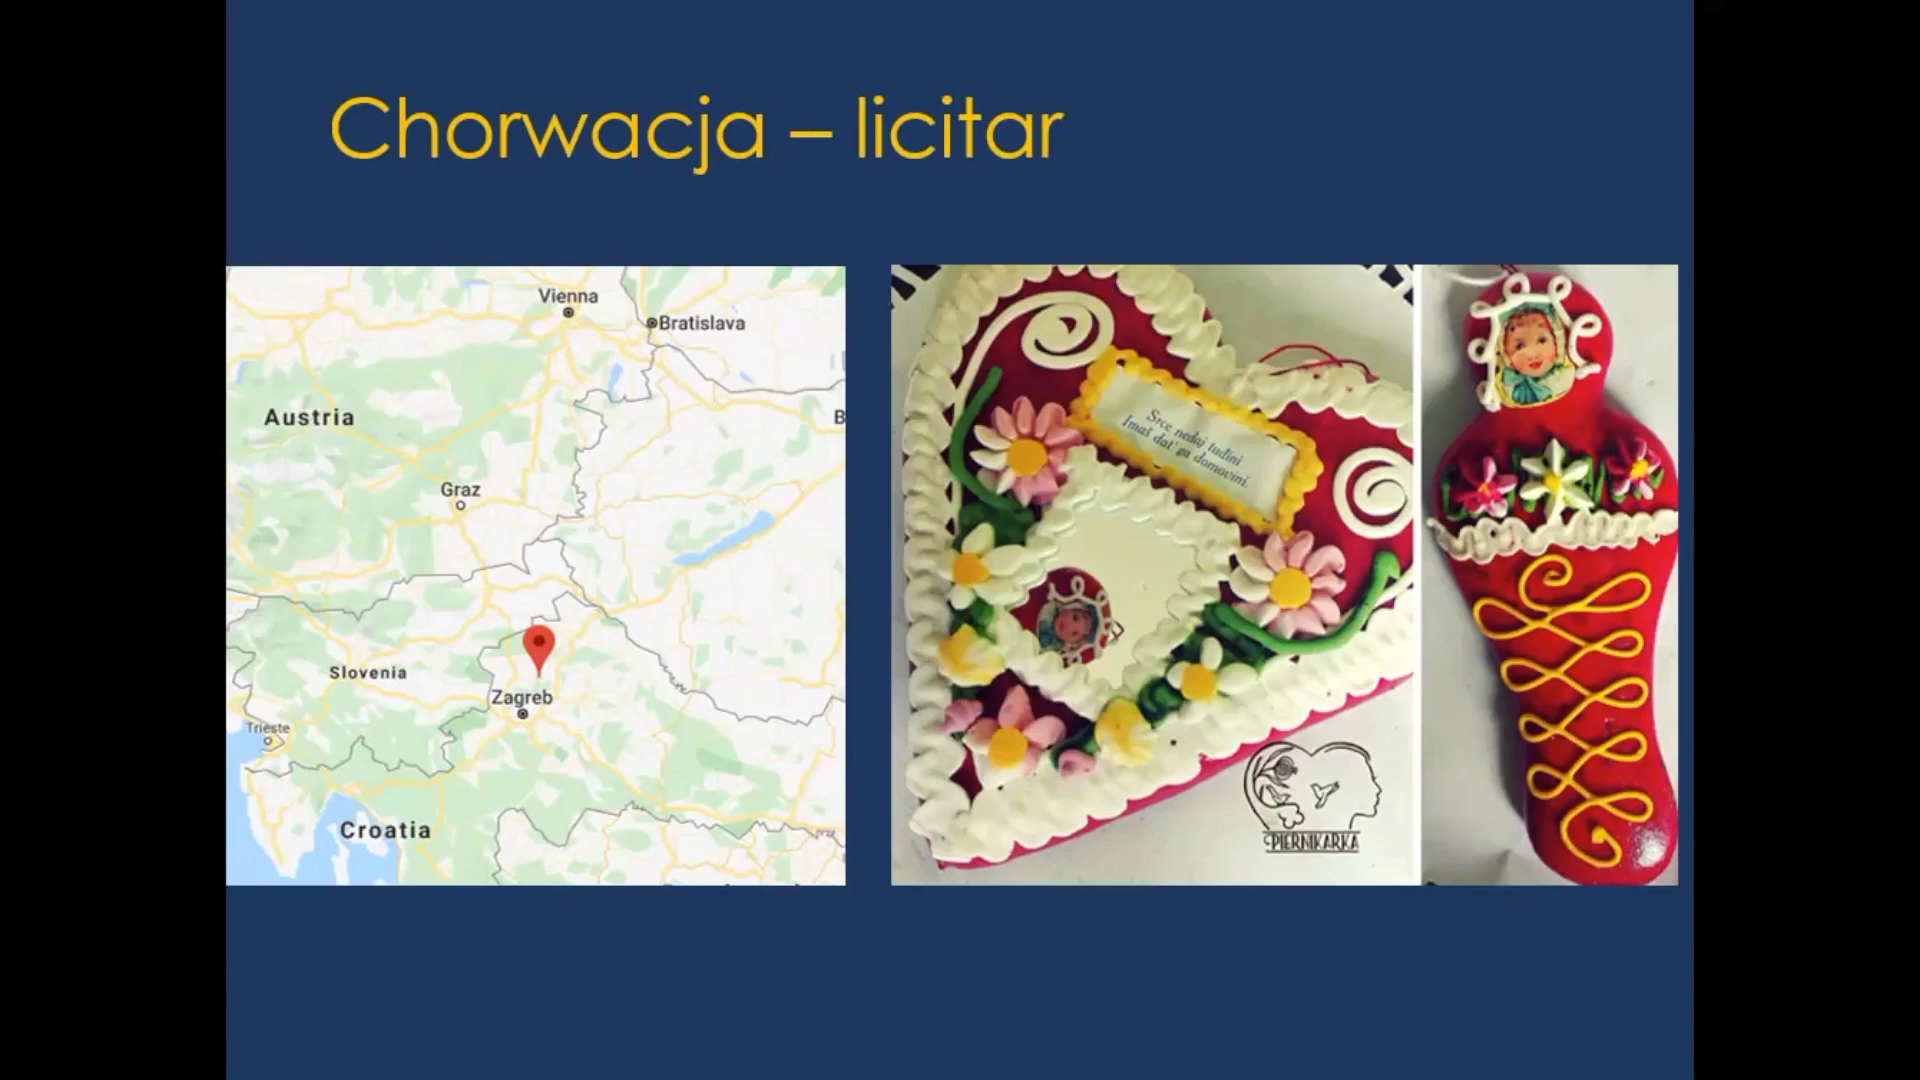 Chorwacja – licitar
Vienna
Bratislava
Austria
B
Graz
Slovenia
Zagreb
Trieste
Croatia
Srce nedaj tuđini
Imaš dat' ga domovini.
PIERNIKARKA